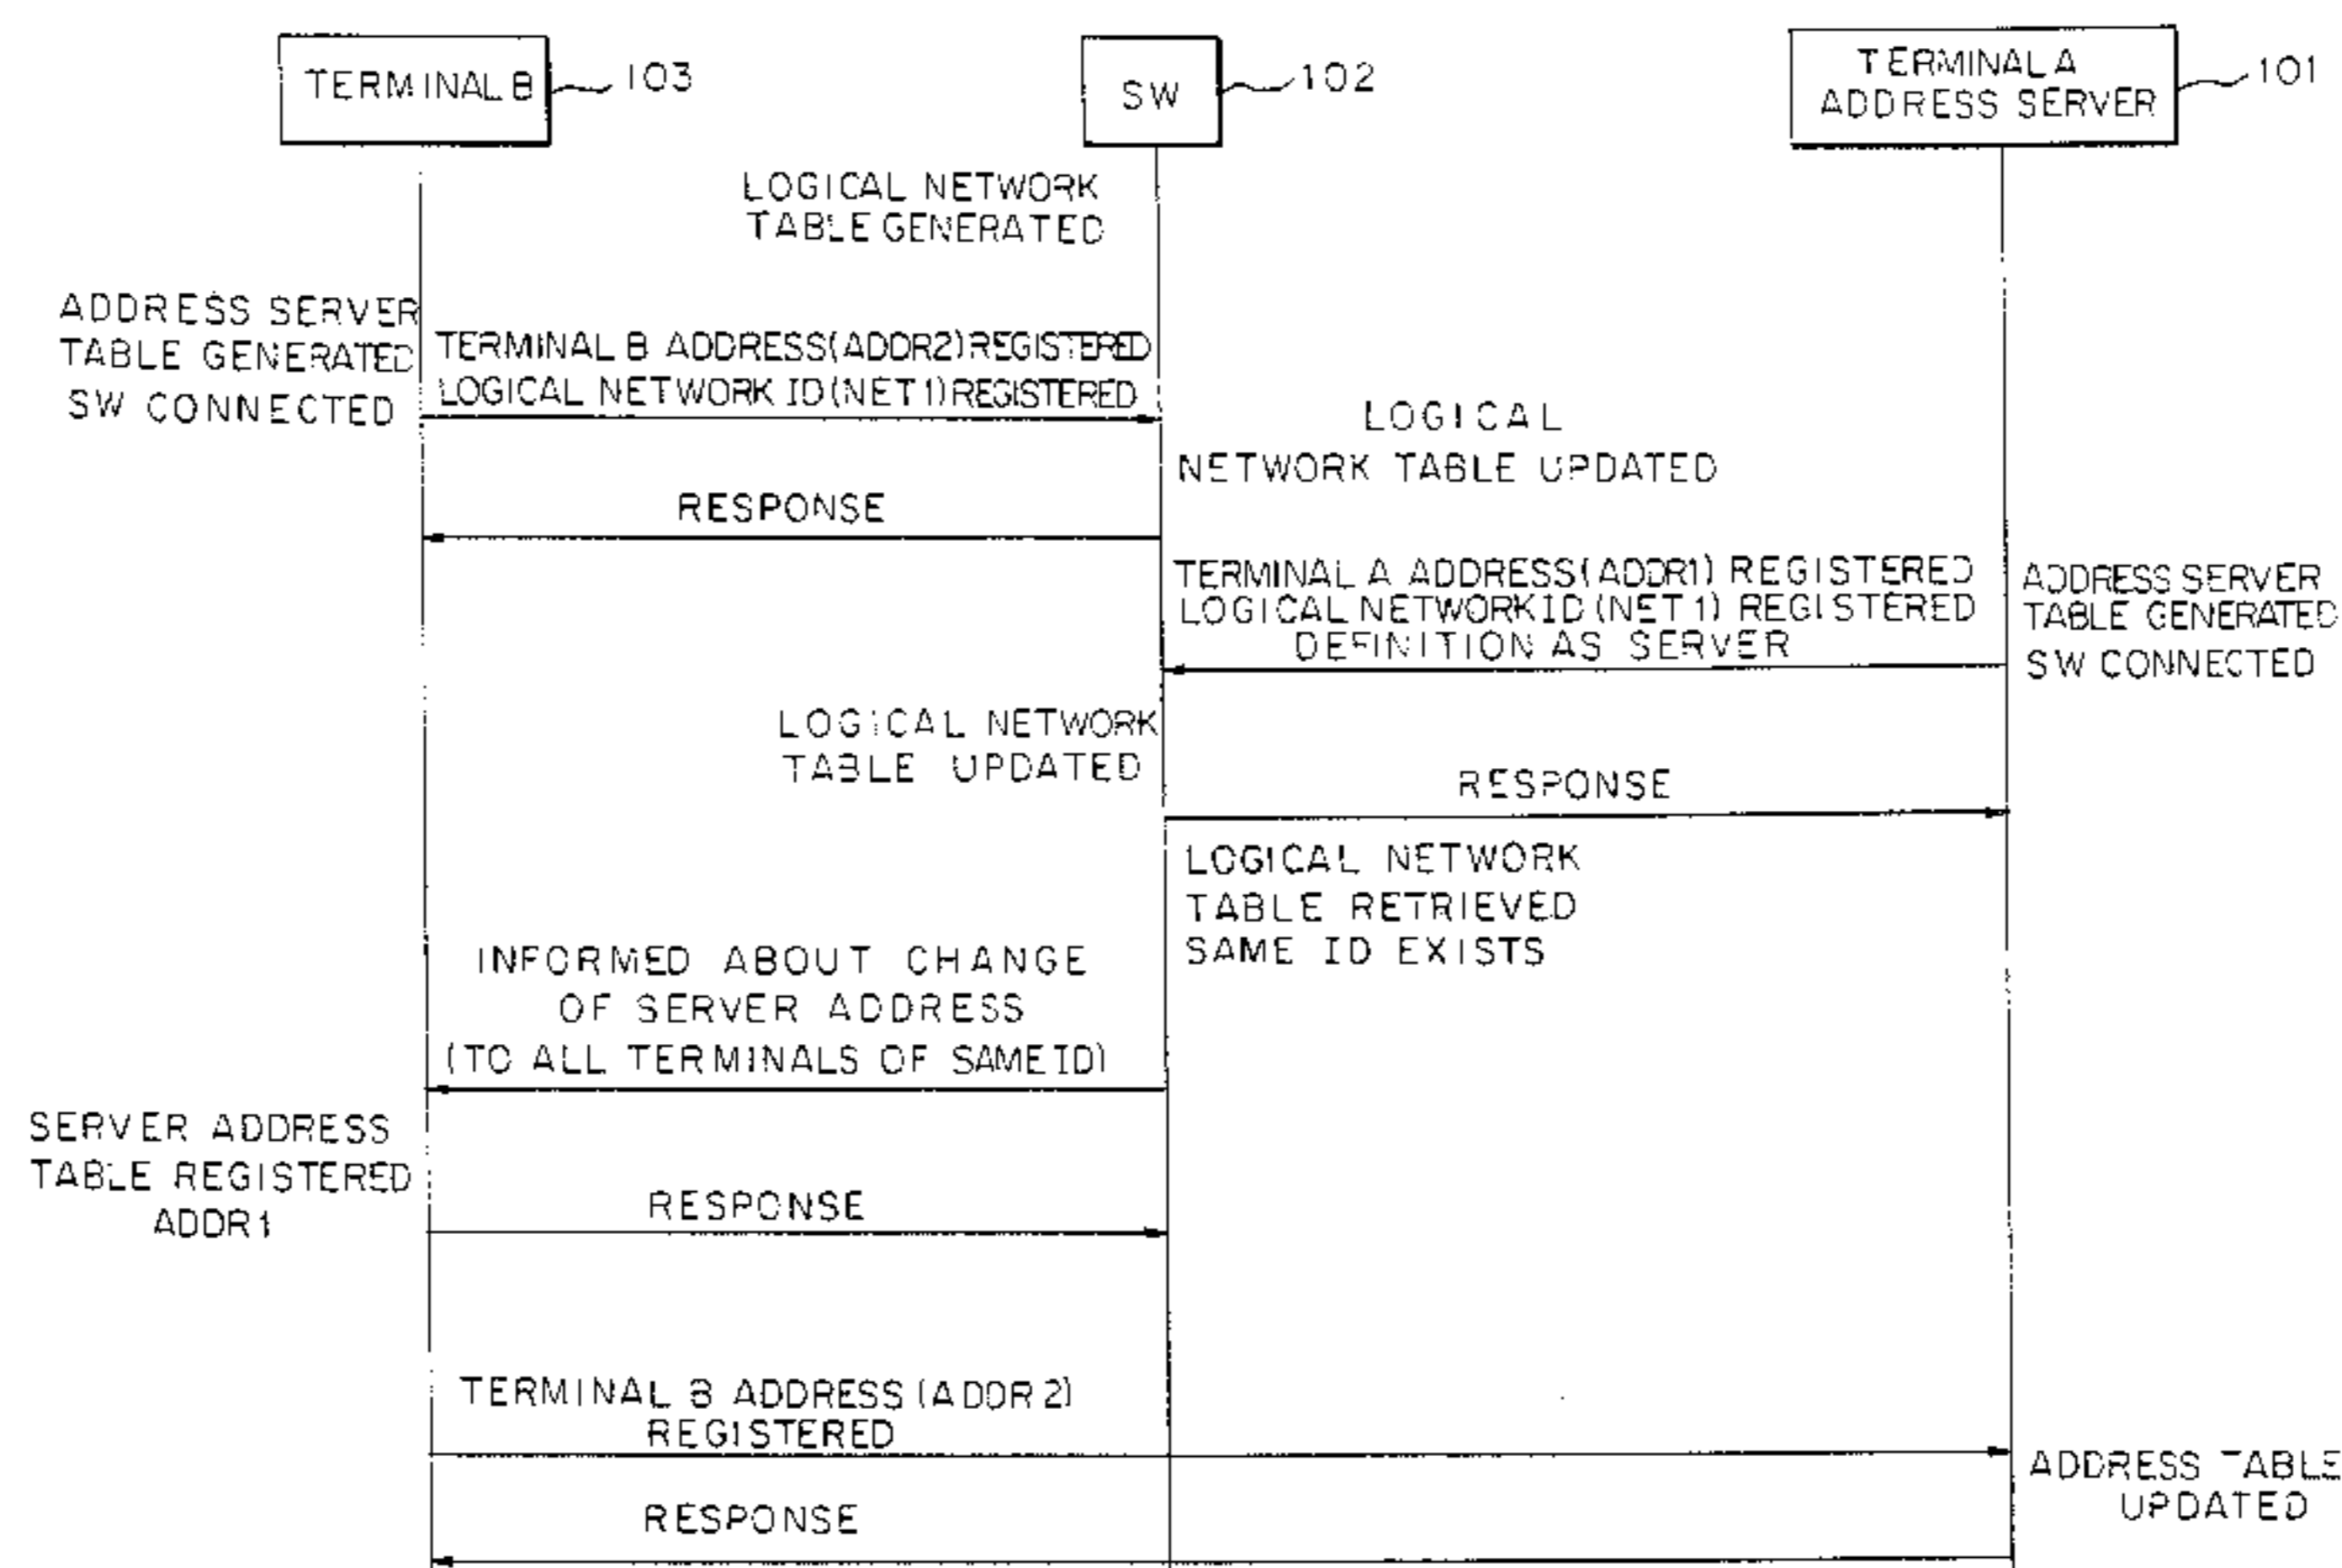 TERMINAL B
103
SW
102
TERMINAL A
ADDRESS SERVER
101
LOGICAL NETWORK
TABLE GENERATED
ADDRESS SERVER
TABLE GENERATED
SW CONNECTED
TERMINAL B ADDRESS(ADDR2) REGISTERED
LOGICAL NETWORK ID (NET 1) REGISTERED
LOGICAL
NETWORK TABLE UPDATED
RESPONSE
TERMINAL A ADDRESS (ADDR1) REGISTERED
LOGICAL NETWORK ID (NET 1) REGISTERED
DEFINITION AS SERVER
ADDRESS SERVER
TABLE GENERATED
SW CONNECTED
LOGICAL NETWORK
TABLE UPDATED
RESPONSE
LOGICAL NETWORK
TABLE RETRIEVED
SAME ID EXISTS
INFORMED ABOUT CHANGE
OF SERVER ADDRESS
(TO ALL TERMINALS OF SAME ID)
SERVER ADDRESS
TABLE REGISTERED
ADDR1
RESPONSE
TERMINAL B ADDRESS (ADDR 2)
REGISTERED
ADDRESS TABLE
UPDATED
RESPONSE